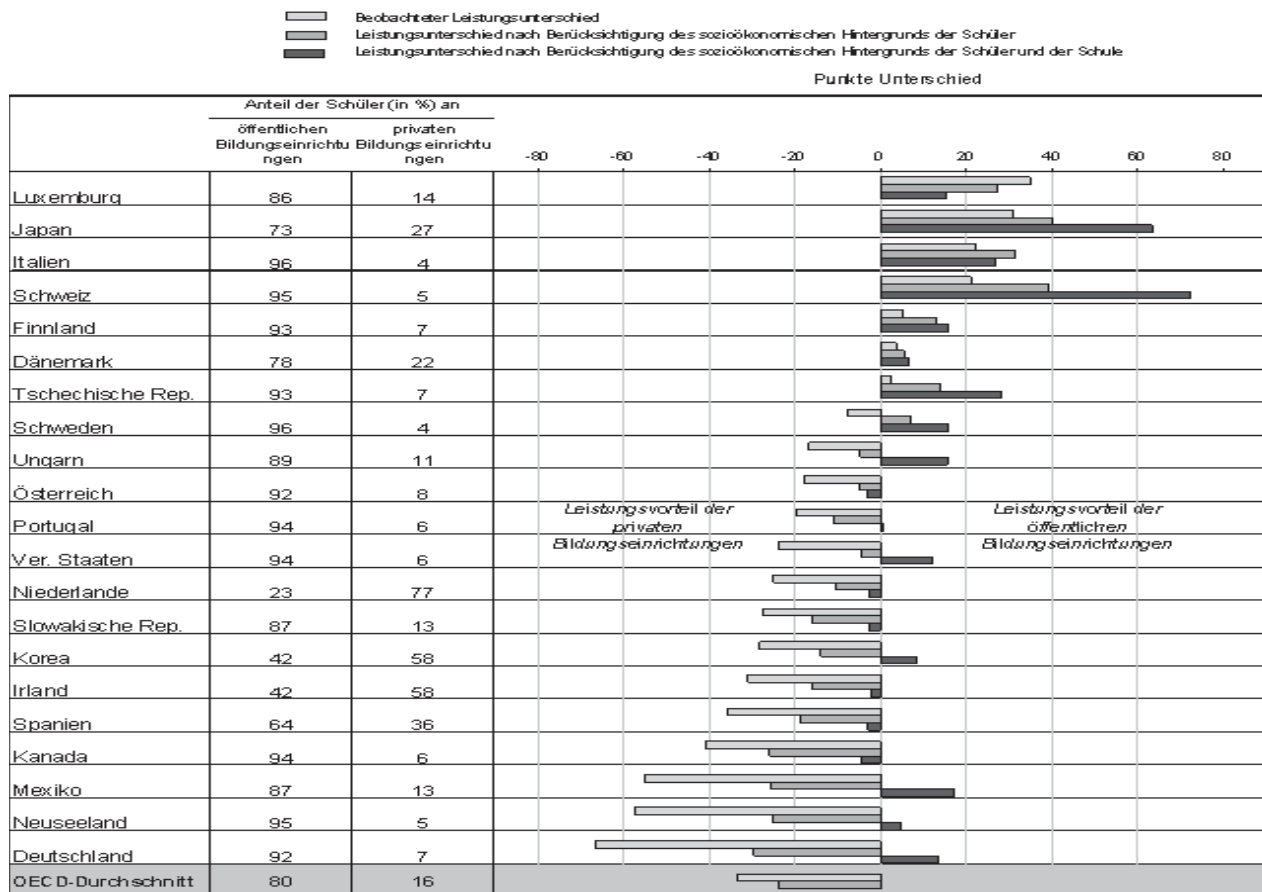 Beobachteter Leistungsunterschied
Leistungsunterschied nach Berücksichtigung des sozioökonomischen Hintergrunds der Schüler
Leistungsunterschied nach Berücksichtigung des sozioökonomischen Hintergrunds der Schüler und der Schule
Punkte Unterschied
Anteil der Schüler (in %) an
öffentlichen privaten
Bildungseinrichtu Bildungseinrichtu
ngen ngen
-80 -60 -40 -20 0 20 40 60 80
Luxemburg 86 14
Japan 73 27
Italien 96 4
Schweiz 95 5
Finnland 93 7
Dänemark 78 22
Tschechische Rep. 93 7
Schweden 96 4
Ungarn 89 11
Österreich 92 8
Leistungsvorteil der Leistungsvorteil der
Portugal 94 6 privaten öffentlichen
Bildungseinrichtungen Bildungseinrichtungen
Ver. Staaten 94 6
Niederlande 23 77
Slowakische Rep. 87 13
Korea 42 58
Irland 42 58
Spanien 64 36
Kanada 94 6
Mexiko 87 13
Neuseeland 95 5
Deutschland 92 7
OECD-Durchschnitt 80 16